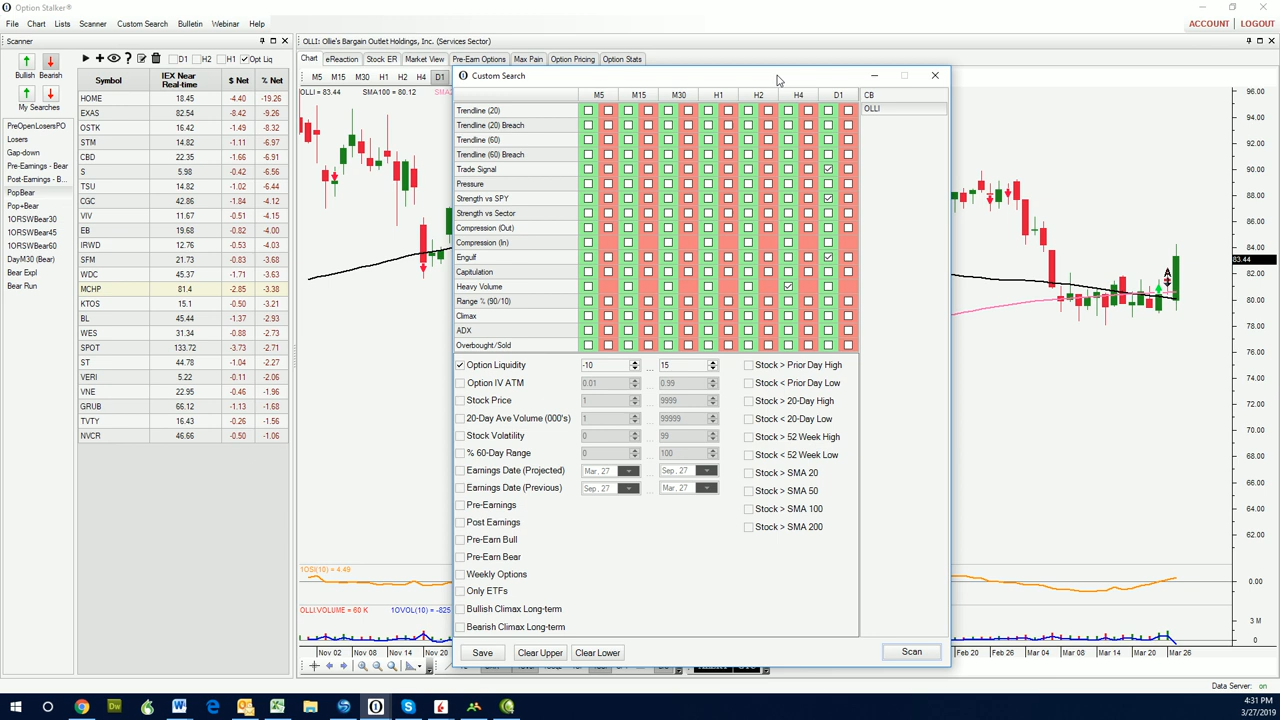 Option Stalker®
File Chart Lists Scanner Custom Search Bulletin Webinar Help
ACCOUNT LOGOUT
Scanner
OLLI: Ollie's Bargain Outlet Holdings, Inc. (Services Sector)
D1 H2 H1 Opt Liq
Chart eReaction Stock ER Market View Pre-Earn Options Max Pain Option Pricing Option Stats
Bullish Bearish
My Searches
PreOpenLosersPO
Losers
Gap-down
Pre-Earnings - Bear
Post-Earnings - B...
PopBear
Pop+Bear
1ORSWBear30
1ORSWBear45
1ORSWBear60
DayM30 (Bear)
Bear Expl
Bear Run
Symbol IEX Near Real-time $ Net % Net
HOME 18.45 -4.40 -19.26
EXAS 82.54 -8.42 -9.26
OSTK 16.42 -1.49 -8.32
STM 14.82 -1.11 -6.97
CBD 22.35 -1.66 -6.91
S 5.98 -0.42 -6.56
TSU 14.82 -1.02 -6.44
CGC 42.86 -1.84 -4.12
VIV 11.67 -0.51 -4.15
ERJ 19.68 -0.82 -4.00
IRWD 12.76 -0.53 -4.03
SFM 21.73 -0.83 -3.68
WDC 45.37 -1.71 -3.63
MCHP 81.4 -2.85 -3.38
KTOS 15.1 -0.50 -3.21
BL 45.44 -1.37 -2.93
WES 31.34 -0.88 -2.73
SPOT 133.72 -3.73 -2.71
ST 44.78 -1.04 -2.27
VERI 5.22 -0.11 -2.06
VNE 22.95 -0.46 -1.96
GRUB 66.12 -1.13 -1.68
TVTY 16.43 -0.26 -1.56
NVCR 46.66 -0.50 -1.06
M5 M15 M30 H1 H2 H4 D1
OLLI = 83.44 SMA100 = 80.12
Custom Search
M5 M15 M30 H1 H2 H4 D1 CB
Trendline (20) OLLI
Trendline (20) Breach
Trendline (60)
Trendline (60) Breach
Trade Signal
Pressure
Strength vs SPY
Strength vs Sector
Compression (Out)
Compression (In)
Engulf
Capitulation
Heavy Volume
Range % (90/10)
Climax
ADX
Overbought/Sold
Option Liquidity -10 ... 15 Stock > Prior Day High
Option IV ATM 0.01 ... 0.99 Stock < Prior Day Low
Stock Price 1 ... 9999 Stock > 20-Day High
20-Day Ave Volume (000's) 1 ... 99999 Stock < 20-Day Low
Stock Volatility 0 ... 99 Stock > 52 Week High
% 60-Day Range 0 ... 100 Stock < 52 Week Low
Earnings Date (Projected) Mar, 27 ... Sep, 27 Stock > SMA 20
Earnings Date (Previous) Sep, 27 ... Mar, 27 Stock > SMA 50
Pre-Earnings Stock > SMA 100
Post Earnings Stock > SMA 200
Pre-Earn Bull
Pre-Earn Bear
Weekly Options
Only ETFs
Bullish Climax Long-term
Bearish Climax Long-term
Save Clear Upper Clear Lower Scan
A
96.00
94.00
92.00
90.00
88.00
86.00
84.00
83.44
82.00
80.00
78.00
76.00
74.00
72.00
70.00
68.00
66.00
64.00
62.00
1OSI(10) = 4.49
0.00
OLLI.VOLUME = 60 K 1OVOL(10) = -825
3 M
0
Nov 02 Nov 08 Nov 14 Nov 20 Feb 20 Feb 26 Mar 04 Mar 08 Mar 14 Mar 20 Mar 26
Data Server: on
4:31 PM
3/27/2019